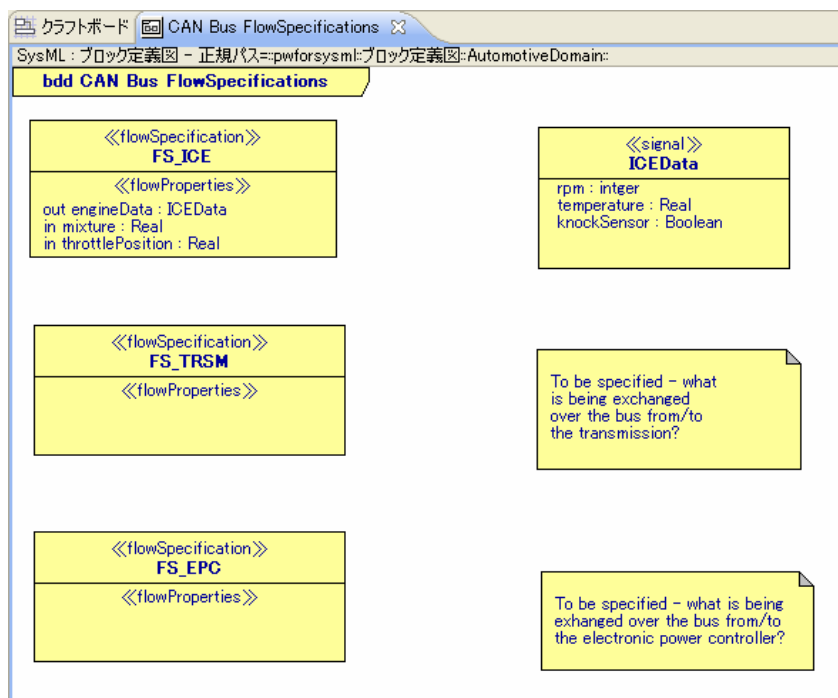 クラフトボード CAN Bus FlowSpecifications
SysML : ブロック定義図 - 正規パス=::pwforsysml::ブロック定義図::AutomotiveDomain::
bdd CAN Bus FlowSpecifications
≪flowSpecification≫
FS_ICE
≪flowProperties≫
out engineData : ICEData
in mixture : Real
in throttlePosition : Real
≪signal≫
ICEData
rpm : intger
temperature : Real
knockSensor : Boolean
≪flowSpecification≫
FS_TRSM
≪flowProperties≫
To be specified - what
is being exchanged
over the bus from/to
the transmission?
≪flowSpecification≫
FS_EPC
≪flowProperties≫
To be specified - what is being
exhanged over the bus from/to
the electronic power controller?